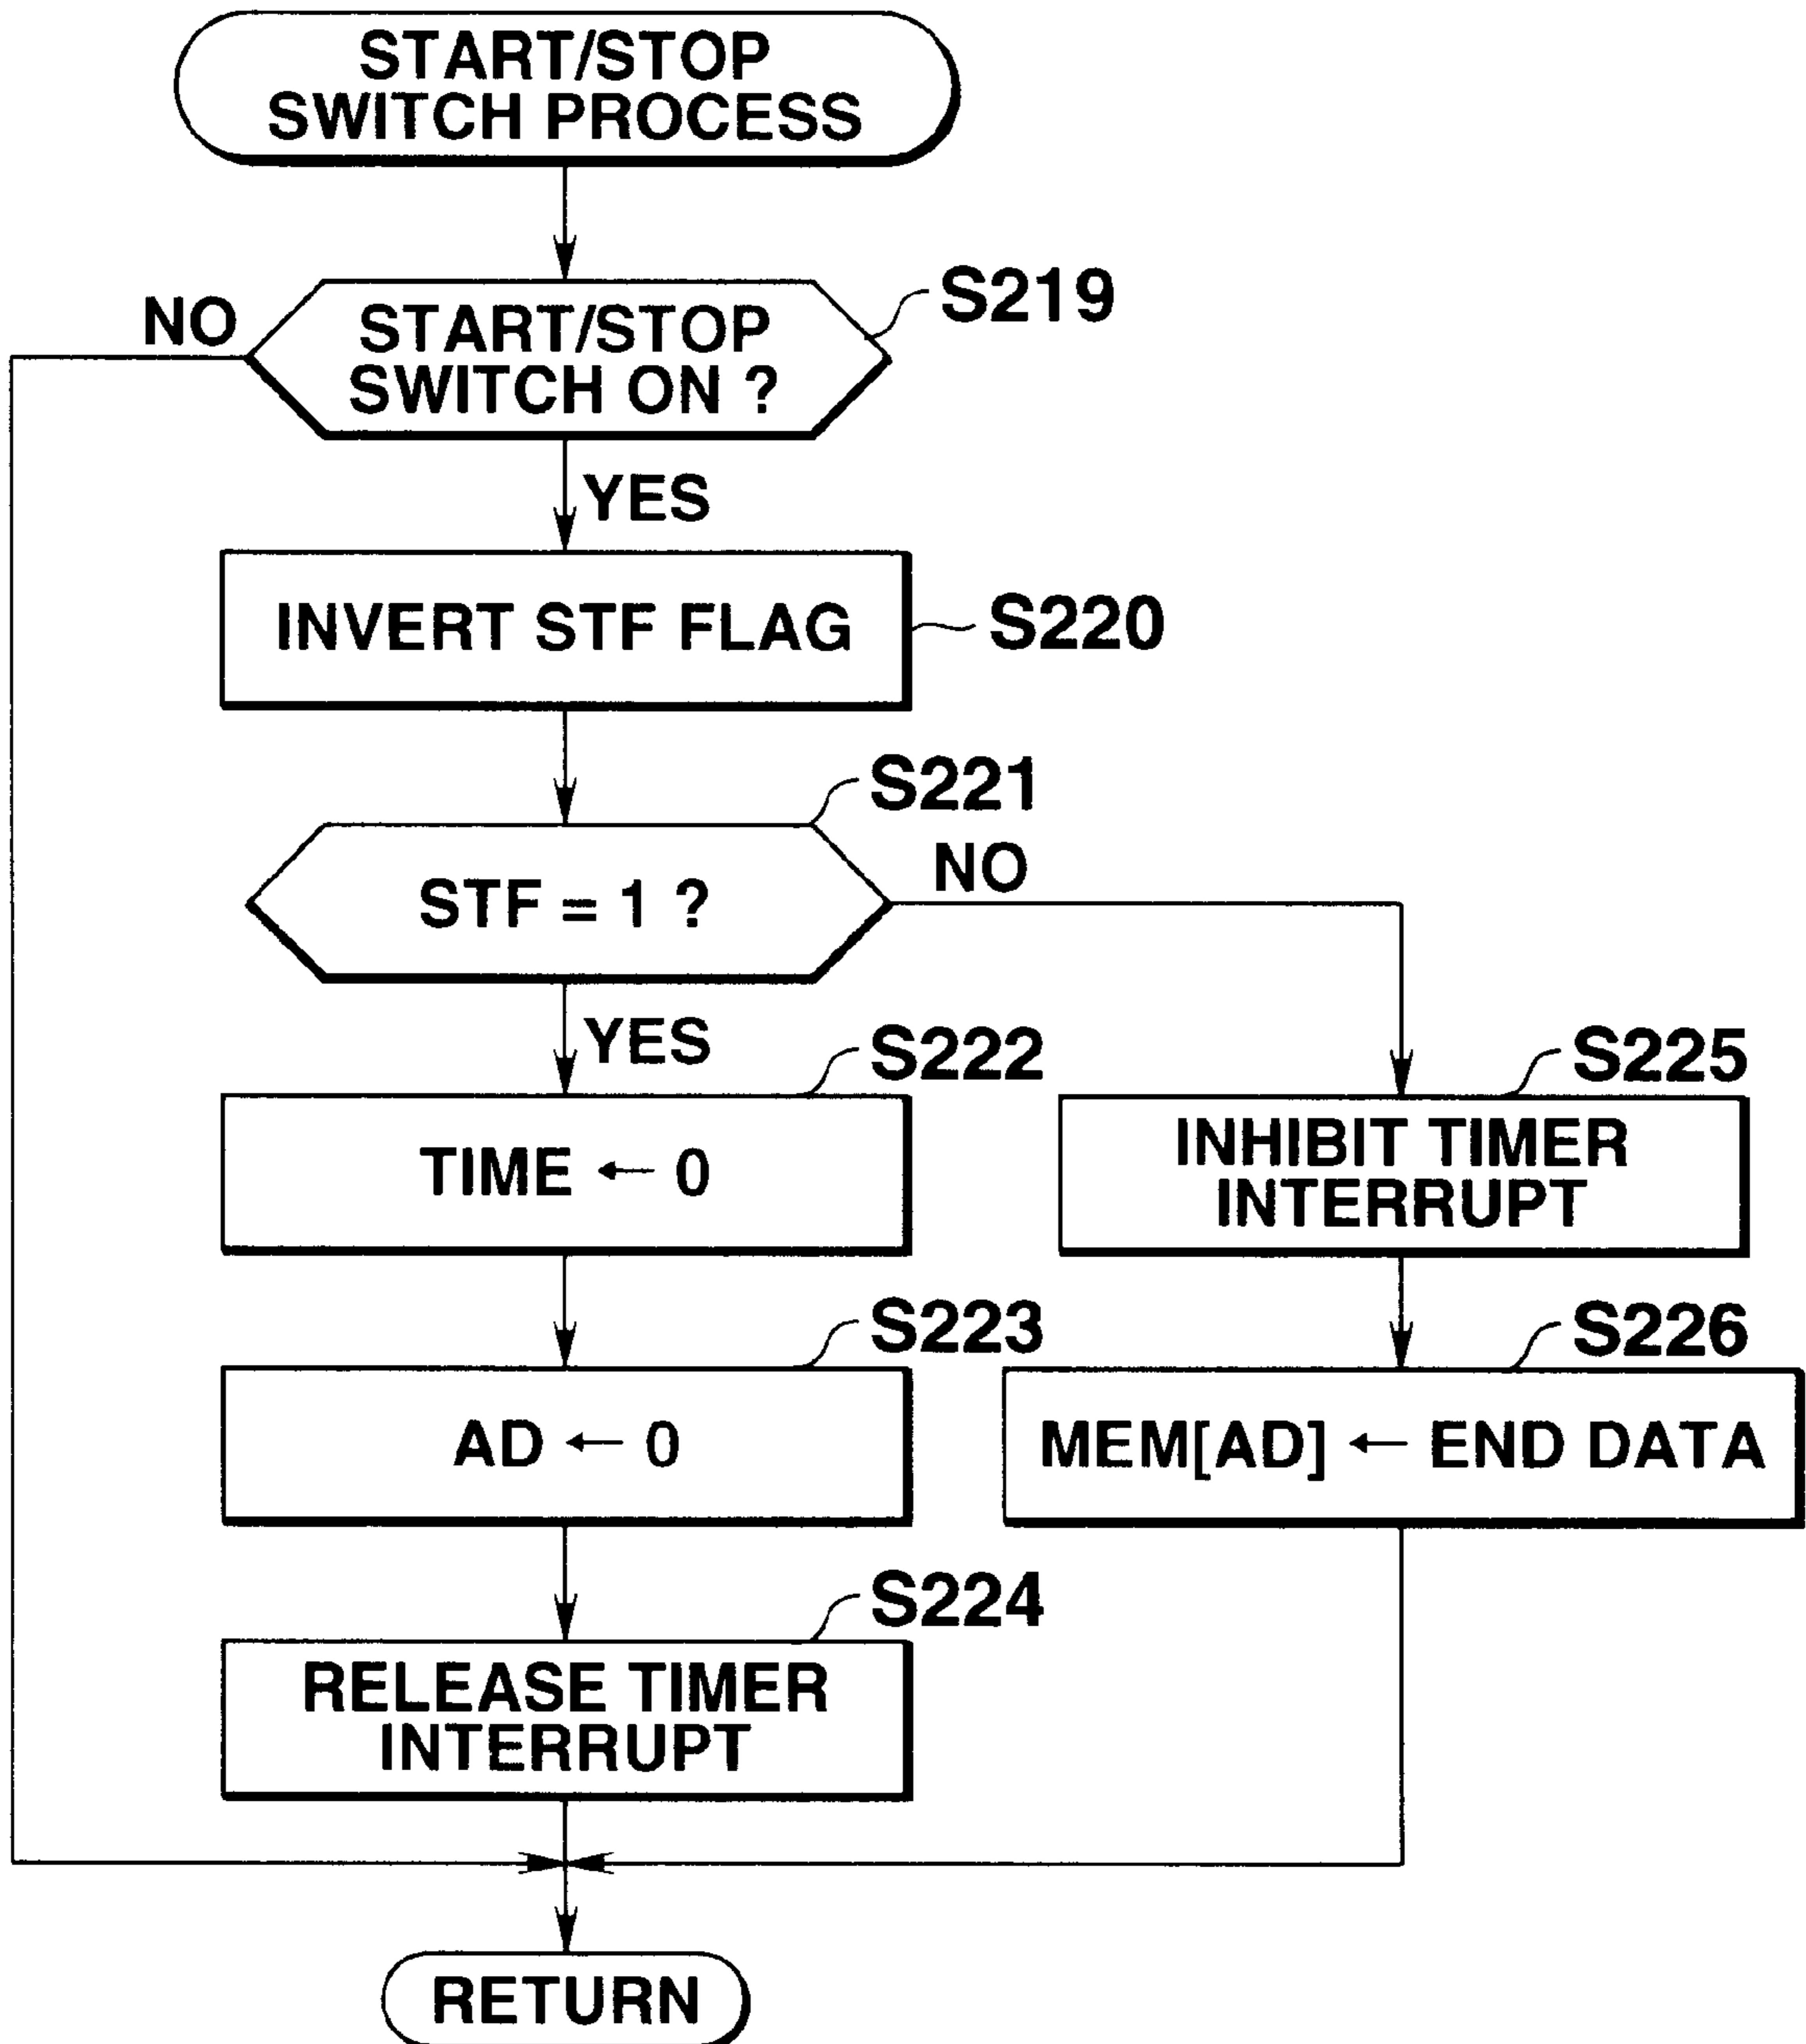 START/STOP
SWITCH PROCESS
S219
NO
START/STOP
SWITCH ON ?
YES
INVERT STF FLAG
S220
S221
STF = 1 ?
NO
YES
S222
TIME ← 0
S225
INHIBIT TIMER
INTERRUPT
S223
AD ← 0
S226
MEM[AD] ← END DATA
S224
RELEASE TIMER
INTERRUPT
RETURN